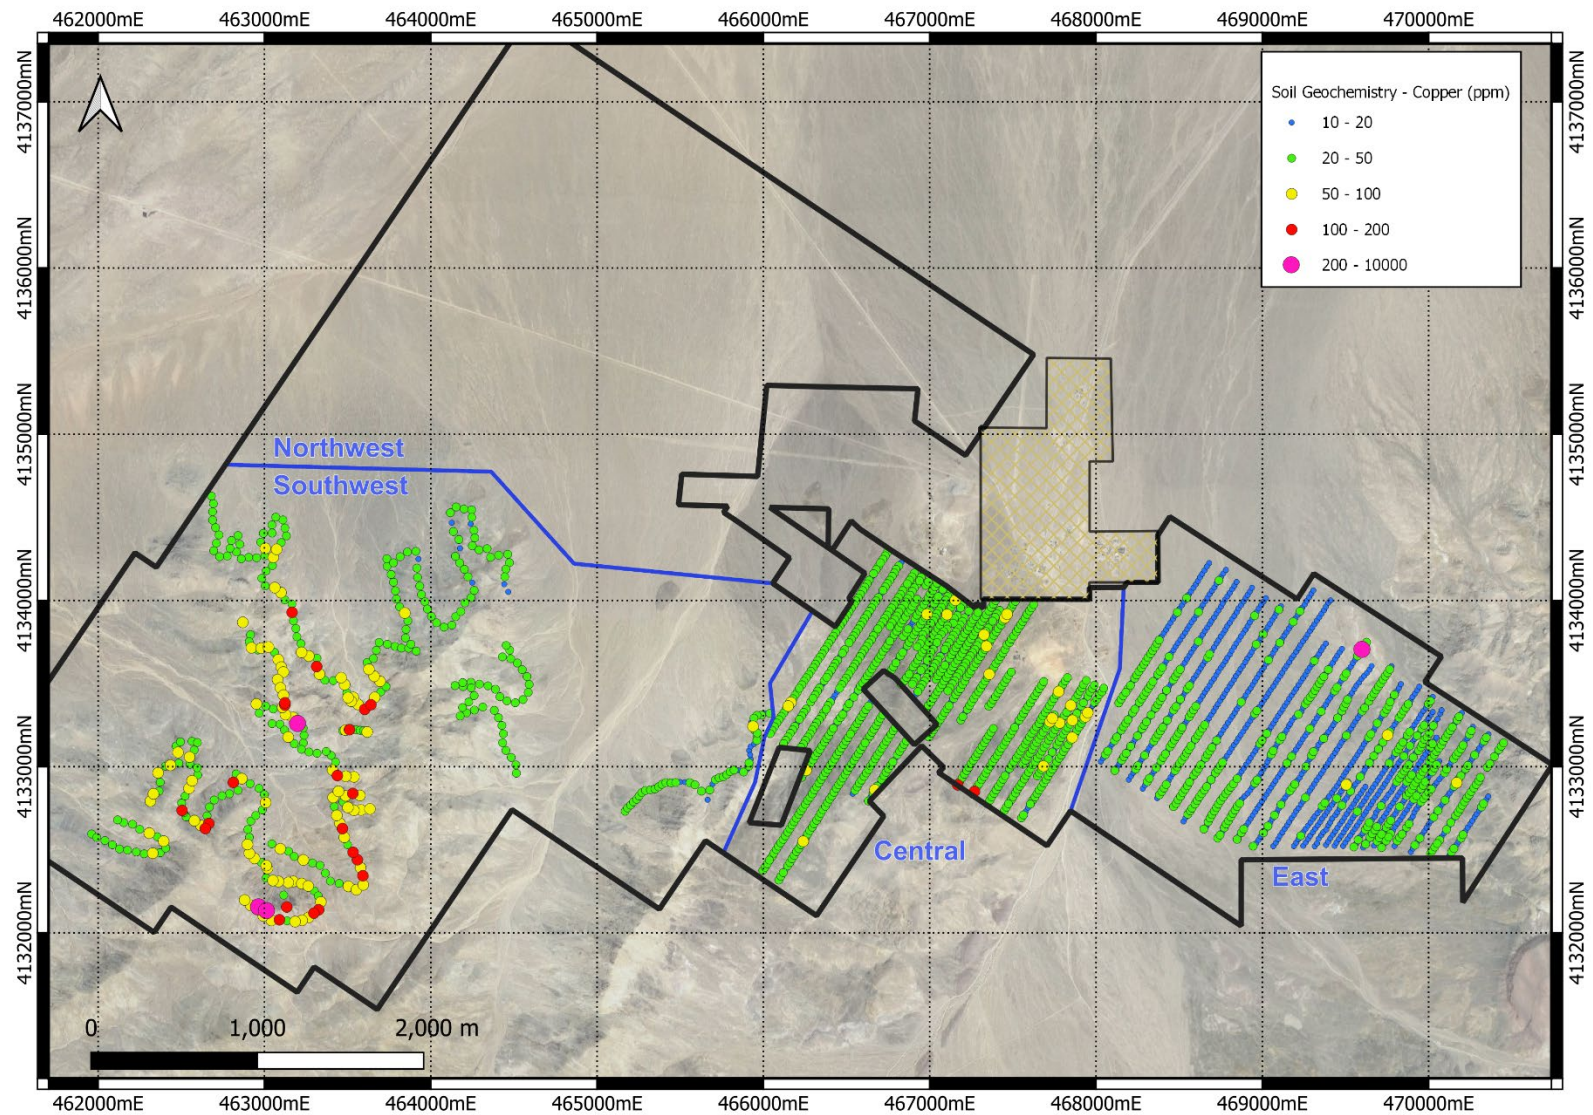 462000mE 463000mE 464000mE 465000mE 466000mE 467000mE 468000mE 469000mE 470000mE
4137000mN 4137000mN
Soil Geochemistry - Copper (ppm)
10 - 20
20 - 50
50 - 100
100 - 200
200 - 10000
4136000mN 4136000mN
4135000mN 4135000mN
Northwest
Southwest
4134000mN 4134000mN
4133000mN 4133000mN
Central
East
4132000mN 4132000mN
0 1,000 2,000 m
462000mE 463000mE 464000mE 465000mE 466000mE 467000mE 468000mE 469000mE 470000mE